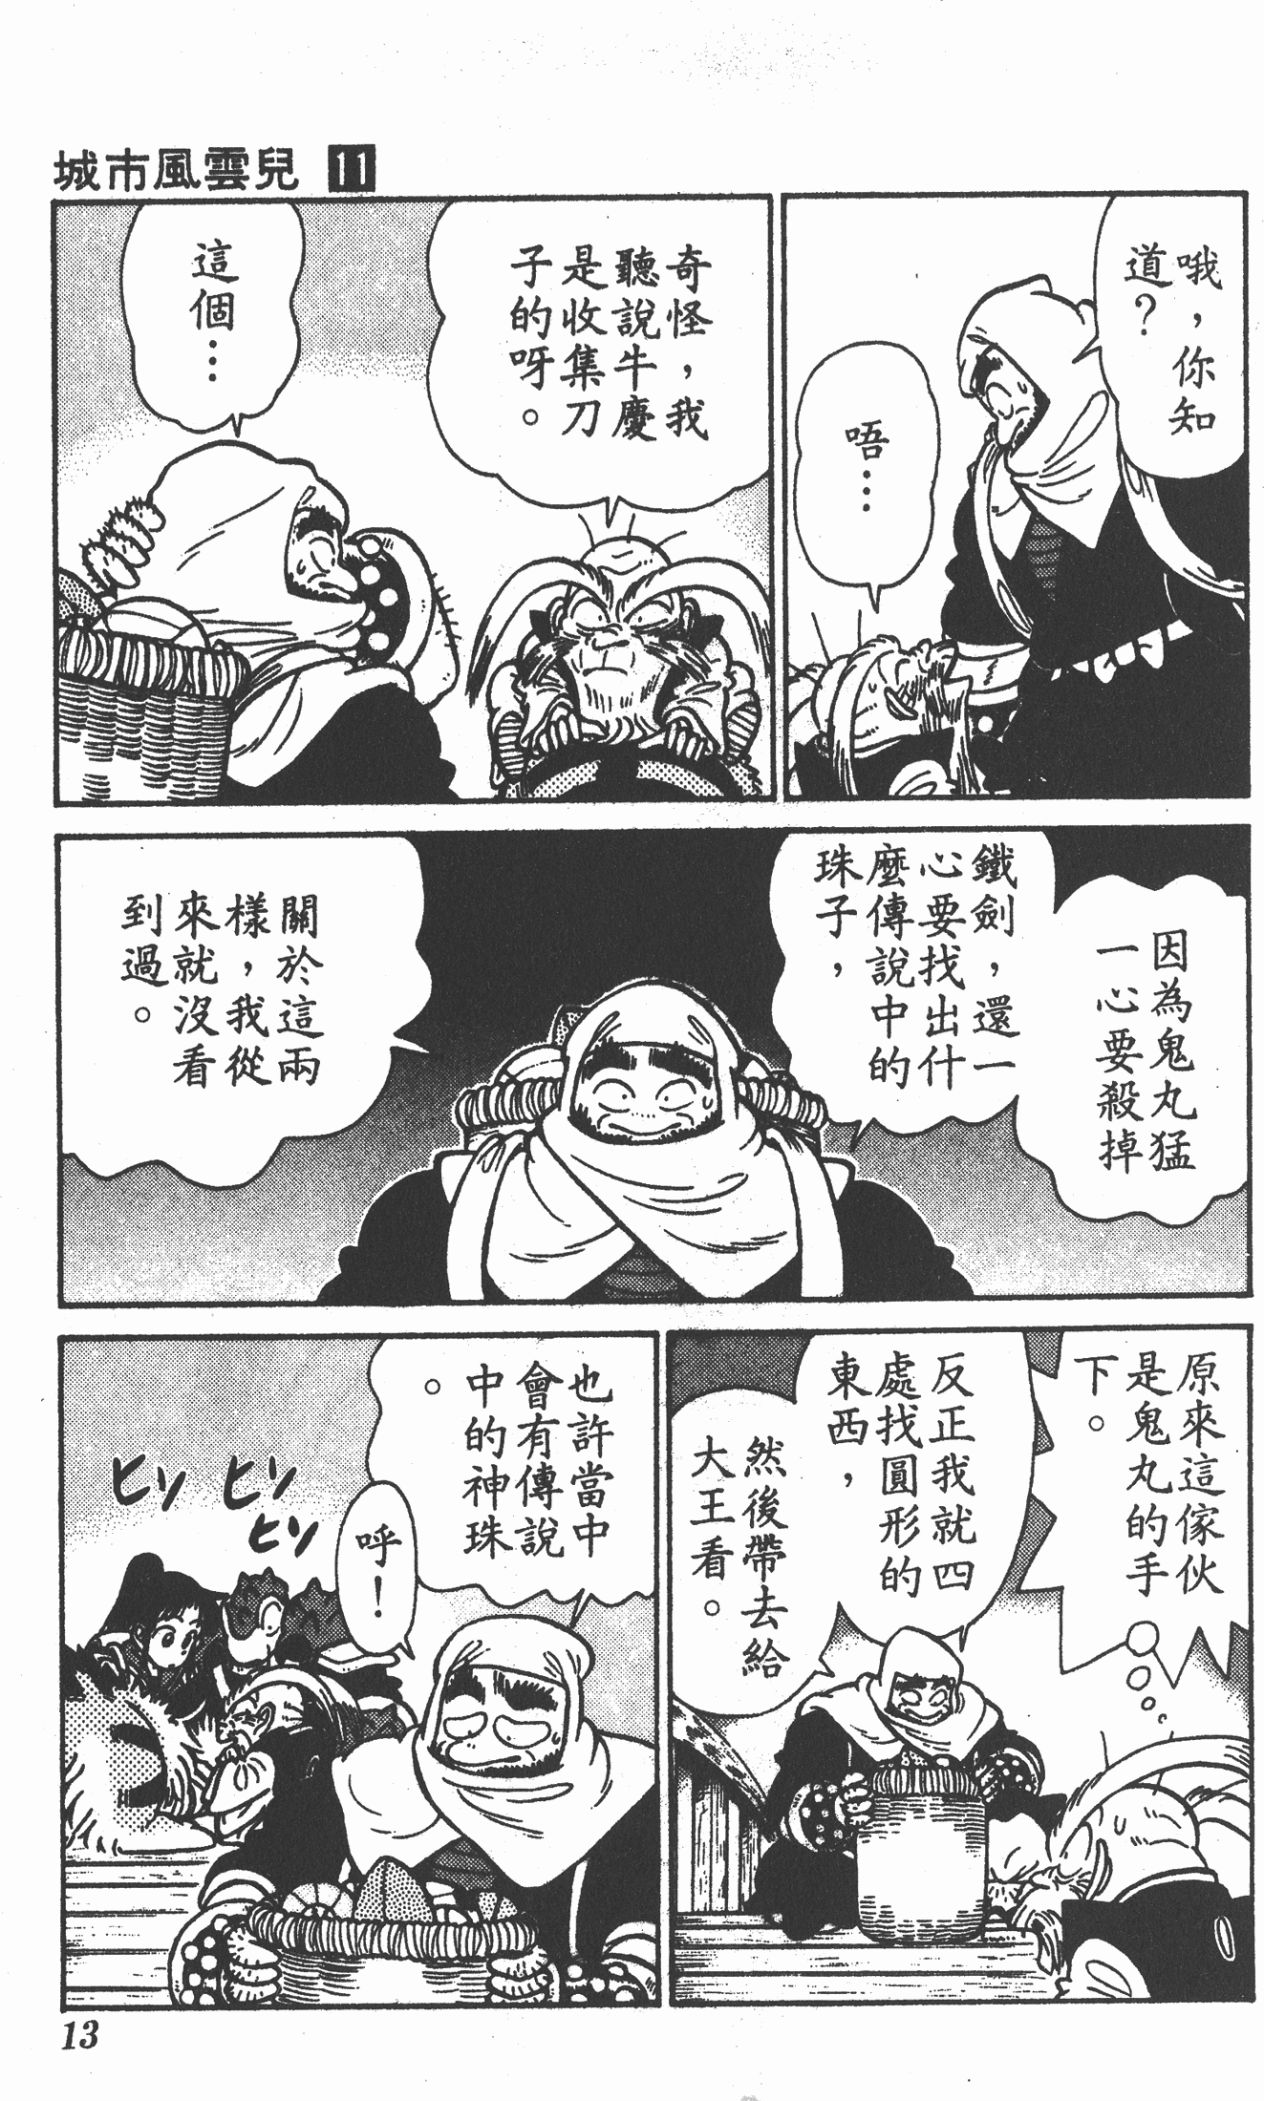 城市風雲兒 11
哦，你知
道？
唔…
奇怪，我
聽說牛慶
是收集刀
子的呀。
這個…
因為鬼丸猛
一心要殺掉
鐵劍，還一
心要找出什
麼傳說中的
珠子，
關於這兩
樣，我從
來就沒看
到過。
原來這傢伙
是鬼丸的手
下。
反正我就四
處找圓形的
東西，
然後帶去給
大王看。
也許當中
會有傳說
中的神珠
。
呼！
ヒソ
ヒソ
ヒソ
13